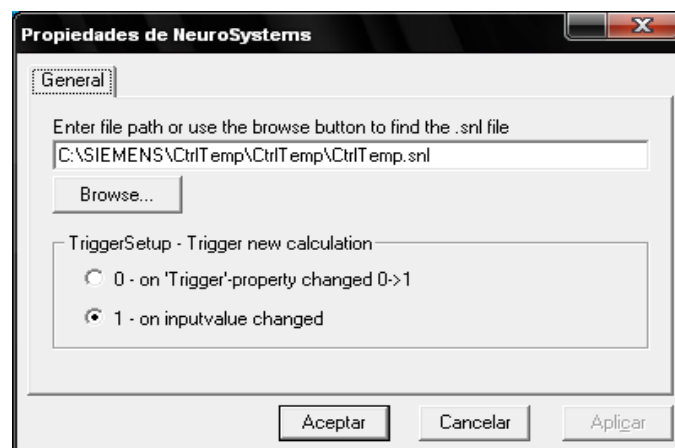 Propiedades de NeuroSystems
General
Enter file path or use the browse button to find the .snl file
C:\SIEMENS\CtrlTemp\CtrlTemp\CtrlTemp.snl
Browse...
TriggerSetup - Trigger new calculation
0 - on 'Trigger'-property changed 0->1
1 - on inputvalue changed
Aceptar Cancelar Aplicar